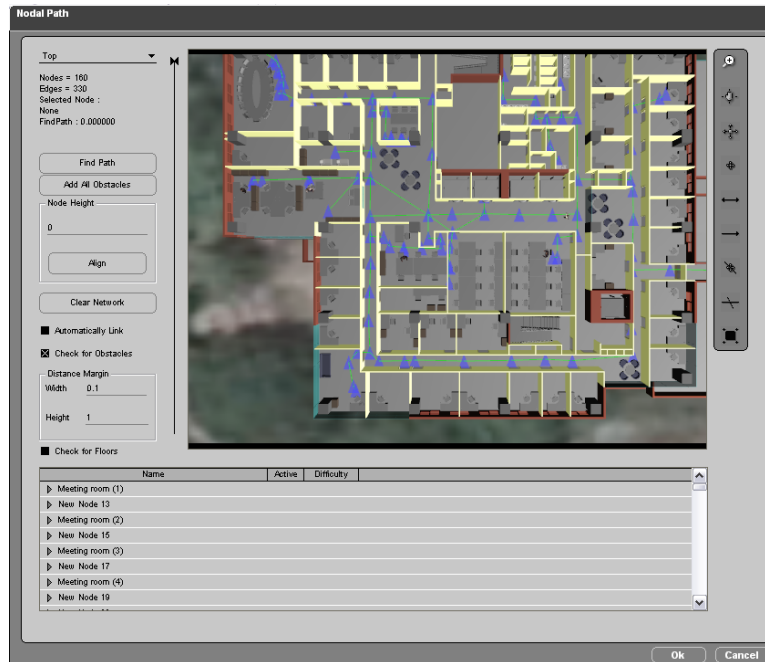 Nodal Path
Top
Nodes = 160
Edges = 330
Selected Node :
None
FindPath : 0.000000
Find Path
Add All Obstacles
Node Height
0
Align
Clear Network
Automatically Link
Check for Obstacles
Distance Margin
Width 0.1
Height 1
Check for Floors
Name Active Difficulty
Meeting room (1)
New Node 13
Meeting room (2)
New Node 15
Meeting room (3)
New Node 17
Meeting room (4)
New Node 19
Ok Cancel